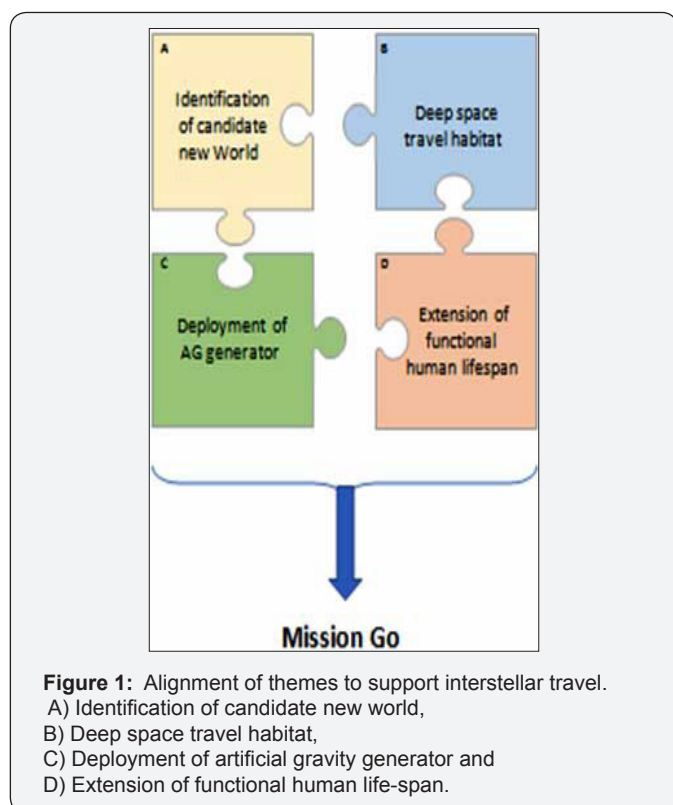 A
Identification
of candidate
new World
B
Deep space
travel habitat
C
Deployment of
AG generator
D
Extension of
functional
human lifespan
Mission Go
Figure 1: Alignment of themes to support interstellar travel.
A) Identification of candidate new world,
B) Deep space travel habitat,
C) Deployment of artificial gravity generator and
D) Extension of functional human life-span.